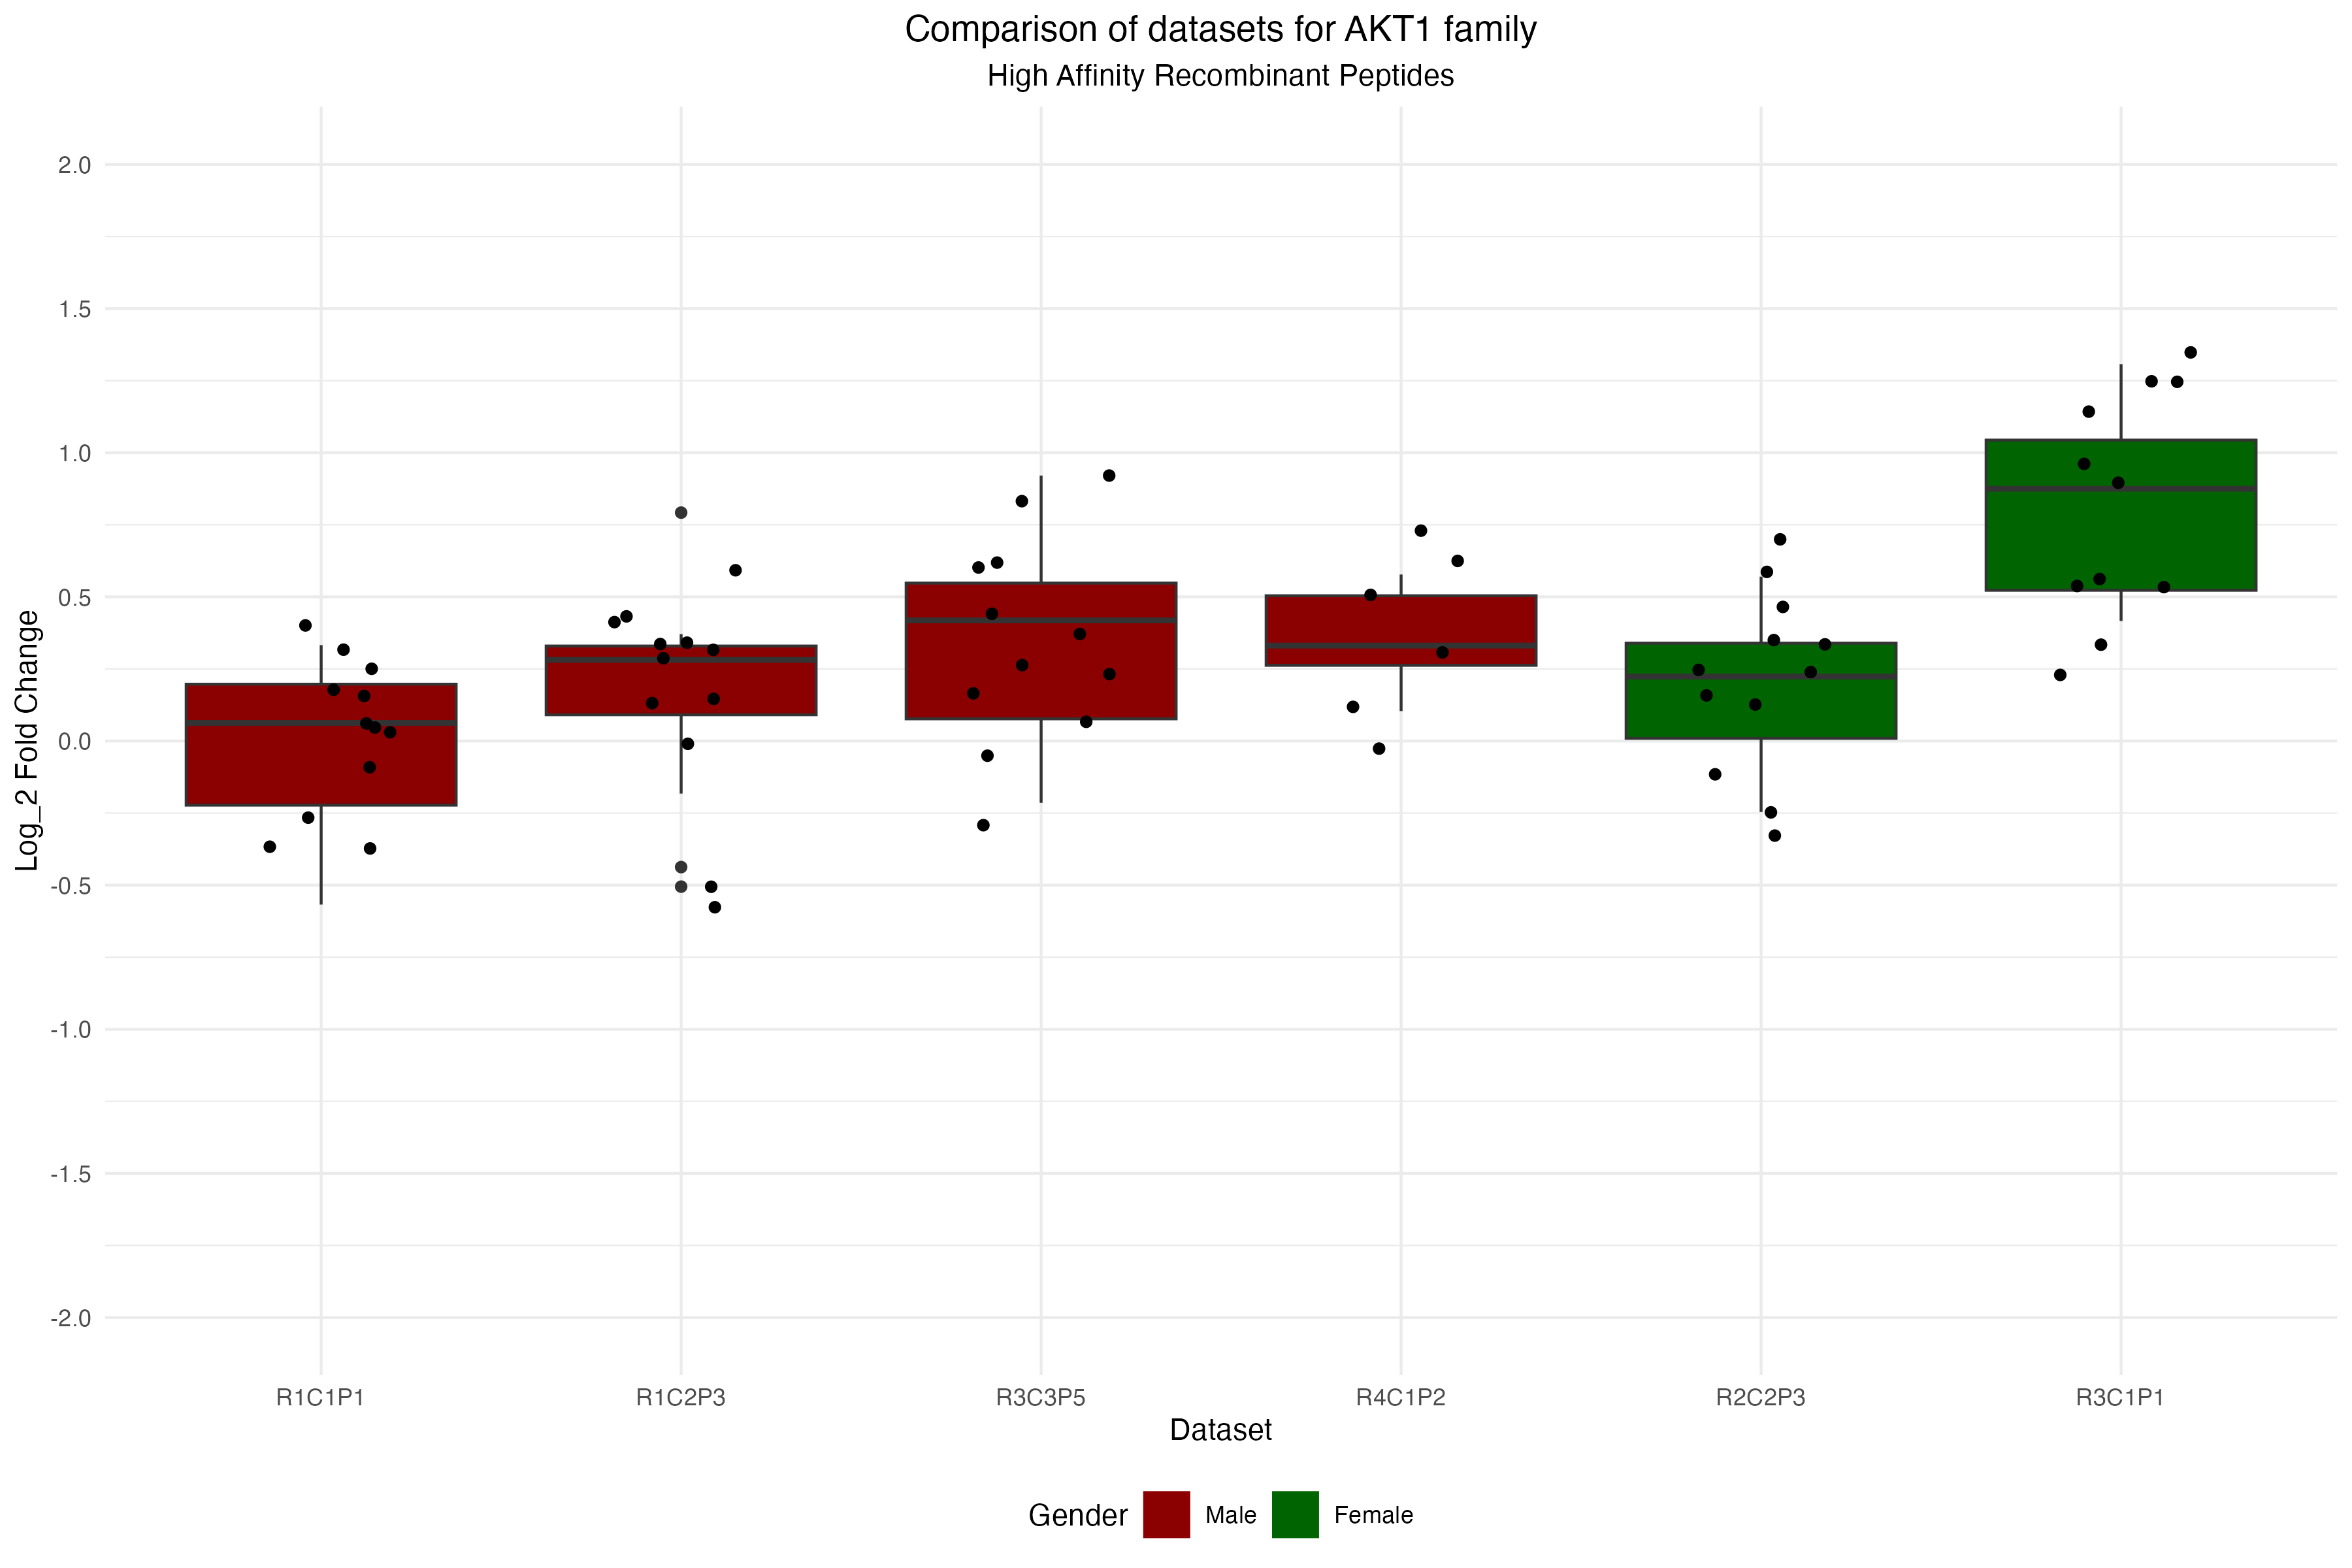 Comparison of datasets for AKT1 family
High Affinity Recombinant Peptides
Log_2 Fold Change
2.0
1.5
1.0
0.5
0.0
-0.5
-1.0
-1.5
-2.0
R1C1P1 R1C2P3 R3C3P5 R4C1P2 R2C2P3 R3C1P1
Dataset
Gender Male Female